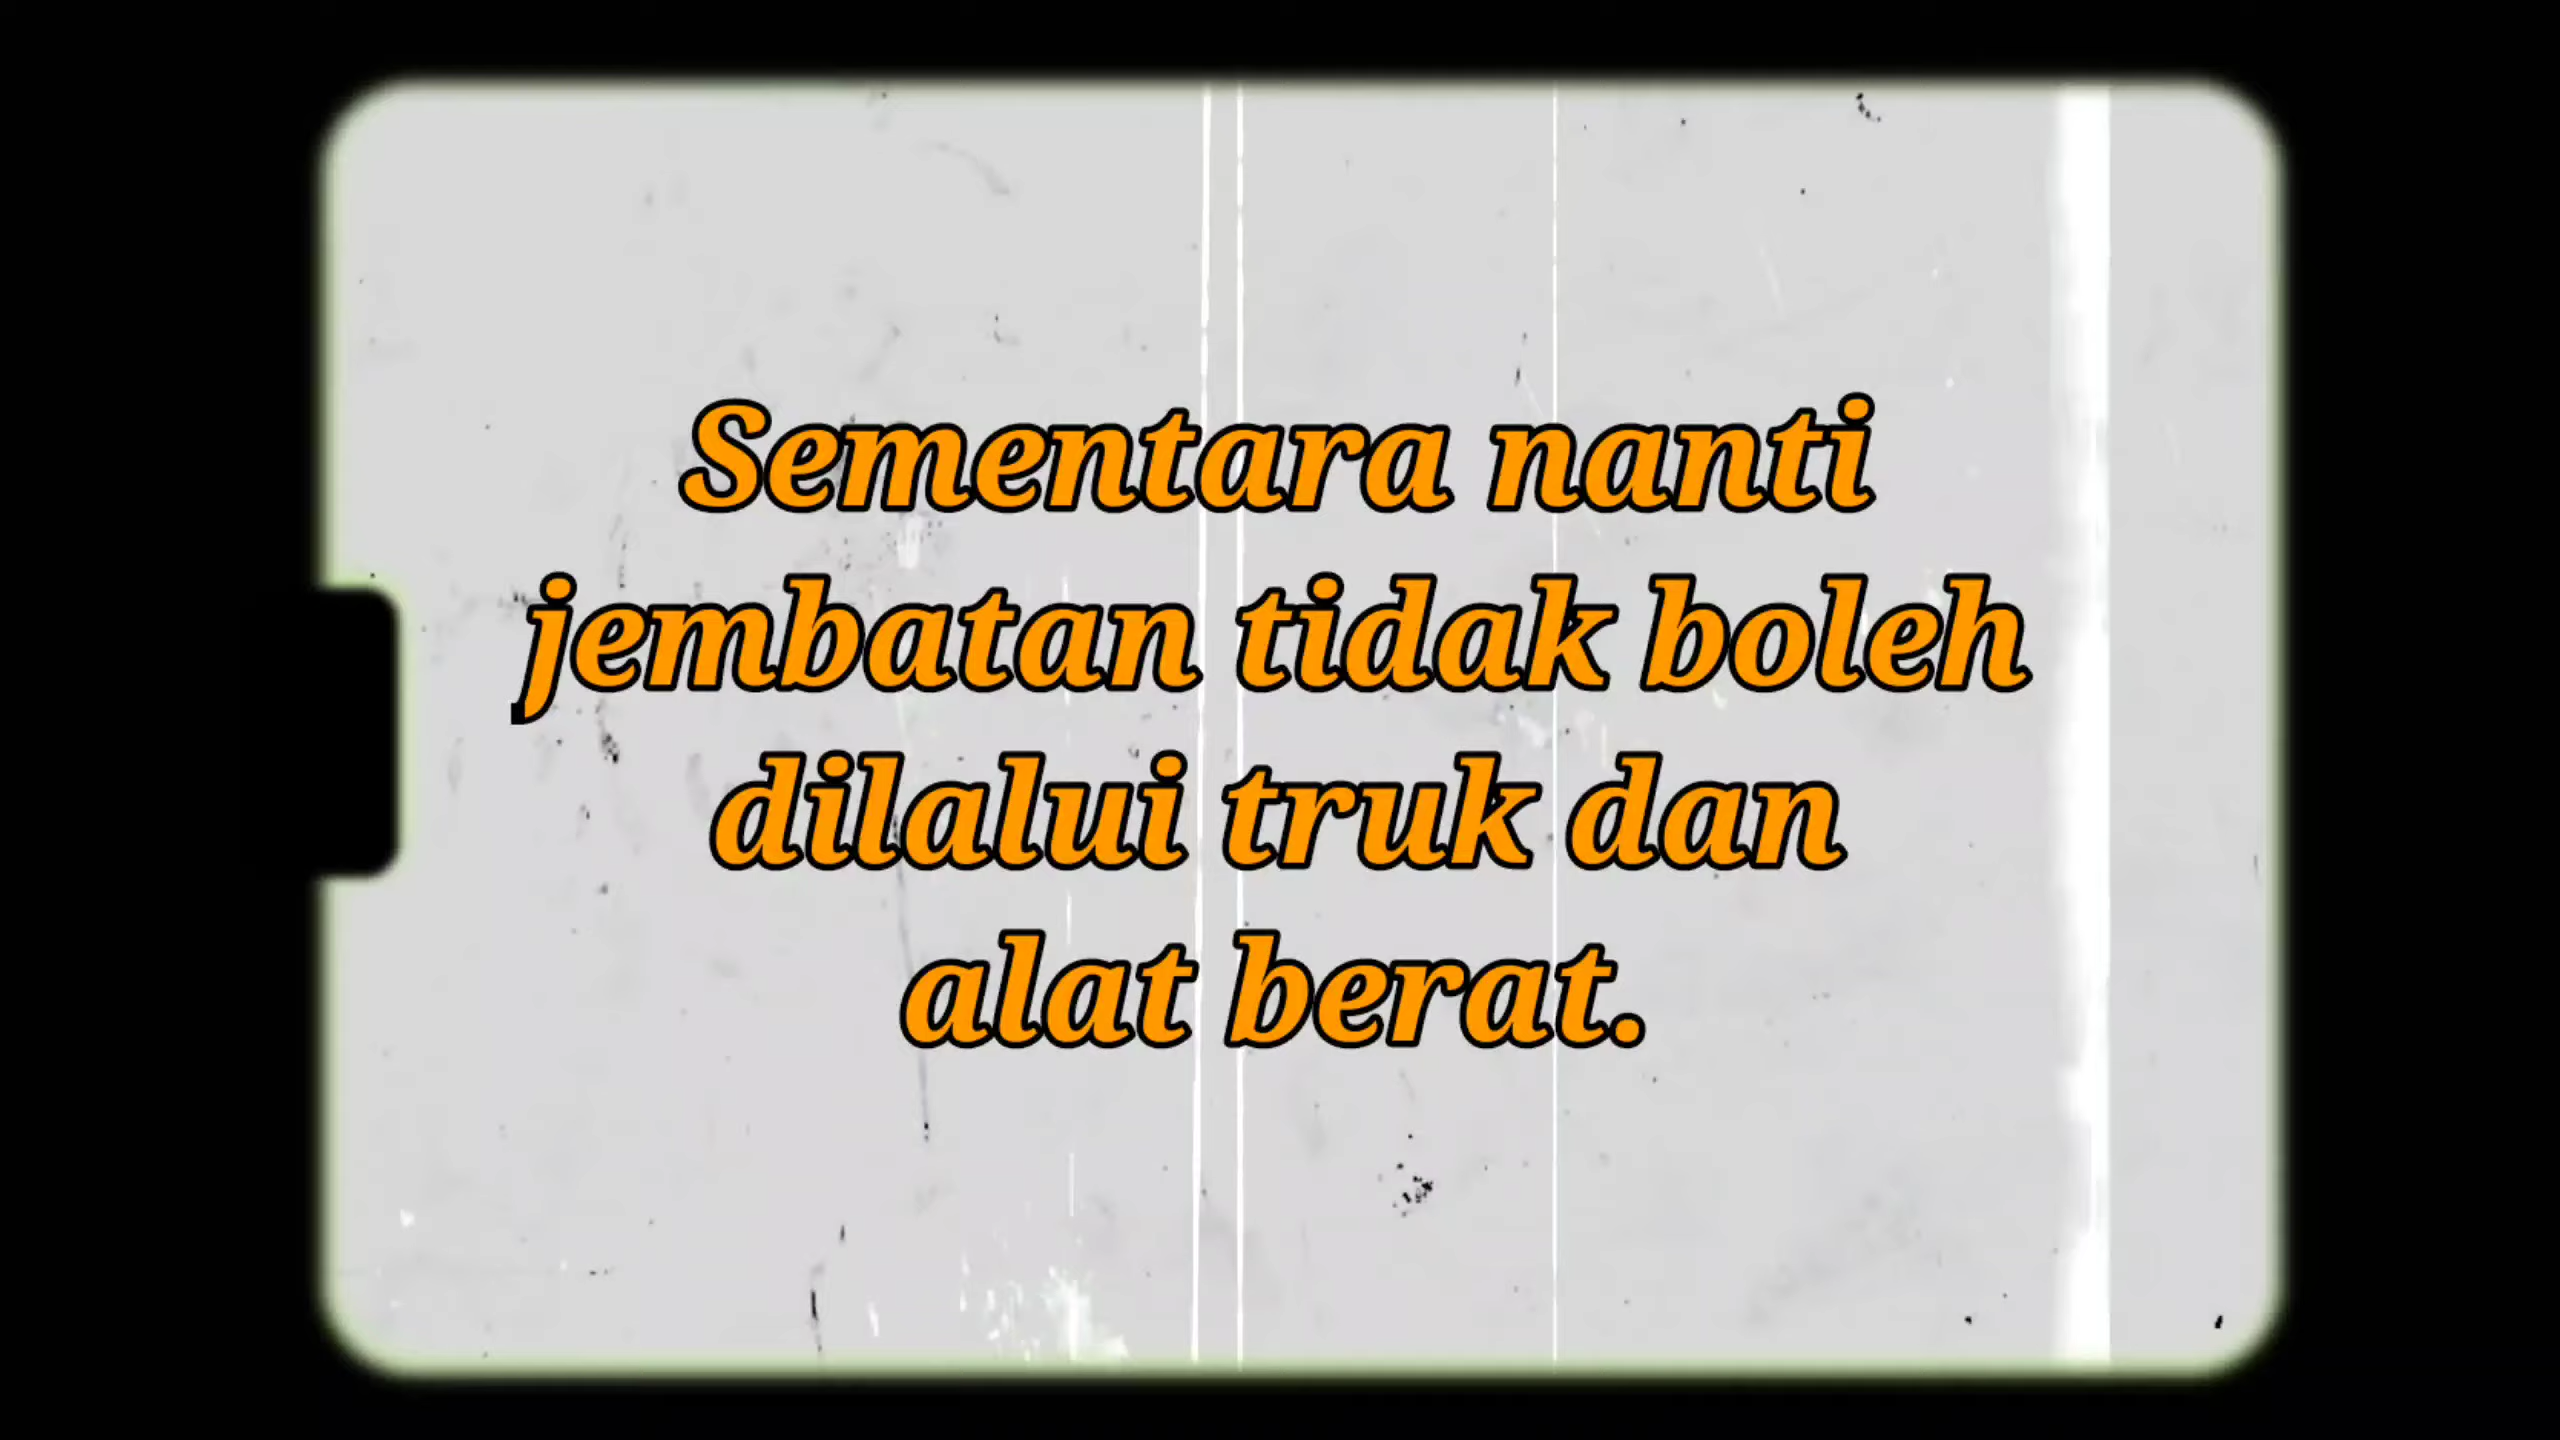 Sementara nanti
jembatan tidak boleh
dilalui truk dan
alat berat.